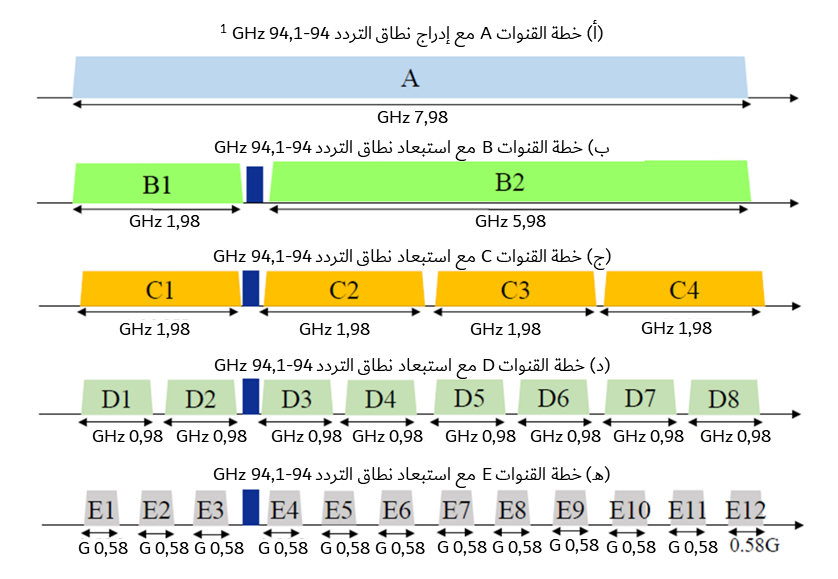 (أ) خطة القنوات A مع إدراج نطاق التردد 94-94,1 GHz ¹
A
GHz 7,98
ب) خطة القنوات B مع استبعاد نطاق التردد 94-94,1 GHz
B1 B2
GHz 1,98 GHz 5,98
(ج) خطة القنوات C مع استبعاد نطاق التردد 94-94,1 GHz
C1 C2 C3 C4
GHz 1,98 GHz 1,98 GHz 1,98 GHz 1,98
(د) خطة القنوات D مع استبعاد نطاق التردد 94-94,1 GHz
D1 D2 D3 D4 D5 D6 D7 D8
GHz 0,98 GHz 0,98 GHz 0,98 GHz 0,98 GHz 0,98 GHz 0,98 GHz 0,98 GHz 0,98
(ه) خطة القنوات E مع استبعاد نطاق التردد 94-94,1 GHz
E1 E2 E3 E4 E5 E6 E7 E8 E9 E10 E11 E12
G 0,58 G 0,58 G 0,58 G 0,58 G 0,58 G 0,58 G 0,58 G 0,58 G 0,58 G 0,58 G 0,58 0.58G